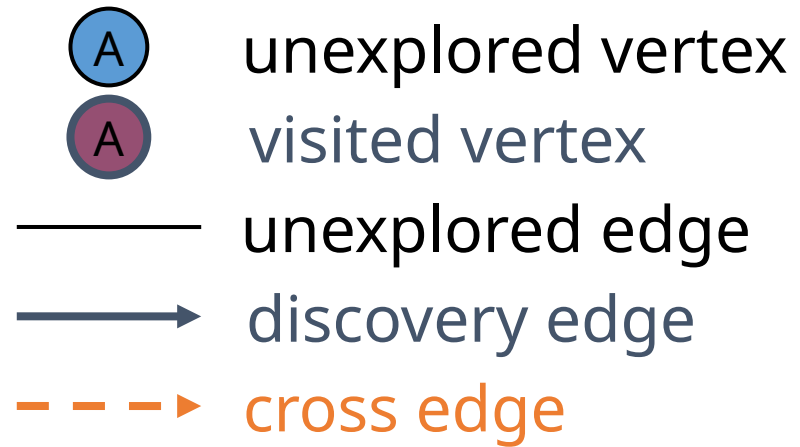 A unexplored vertex
A visited vertex
unexplored edge
discovery edge
cross edge